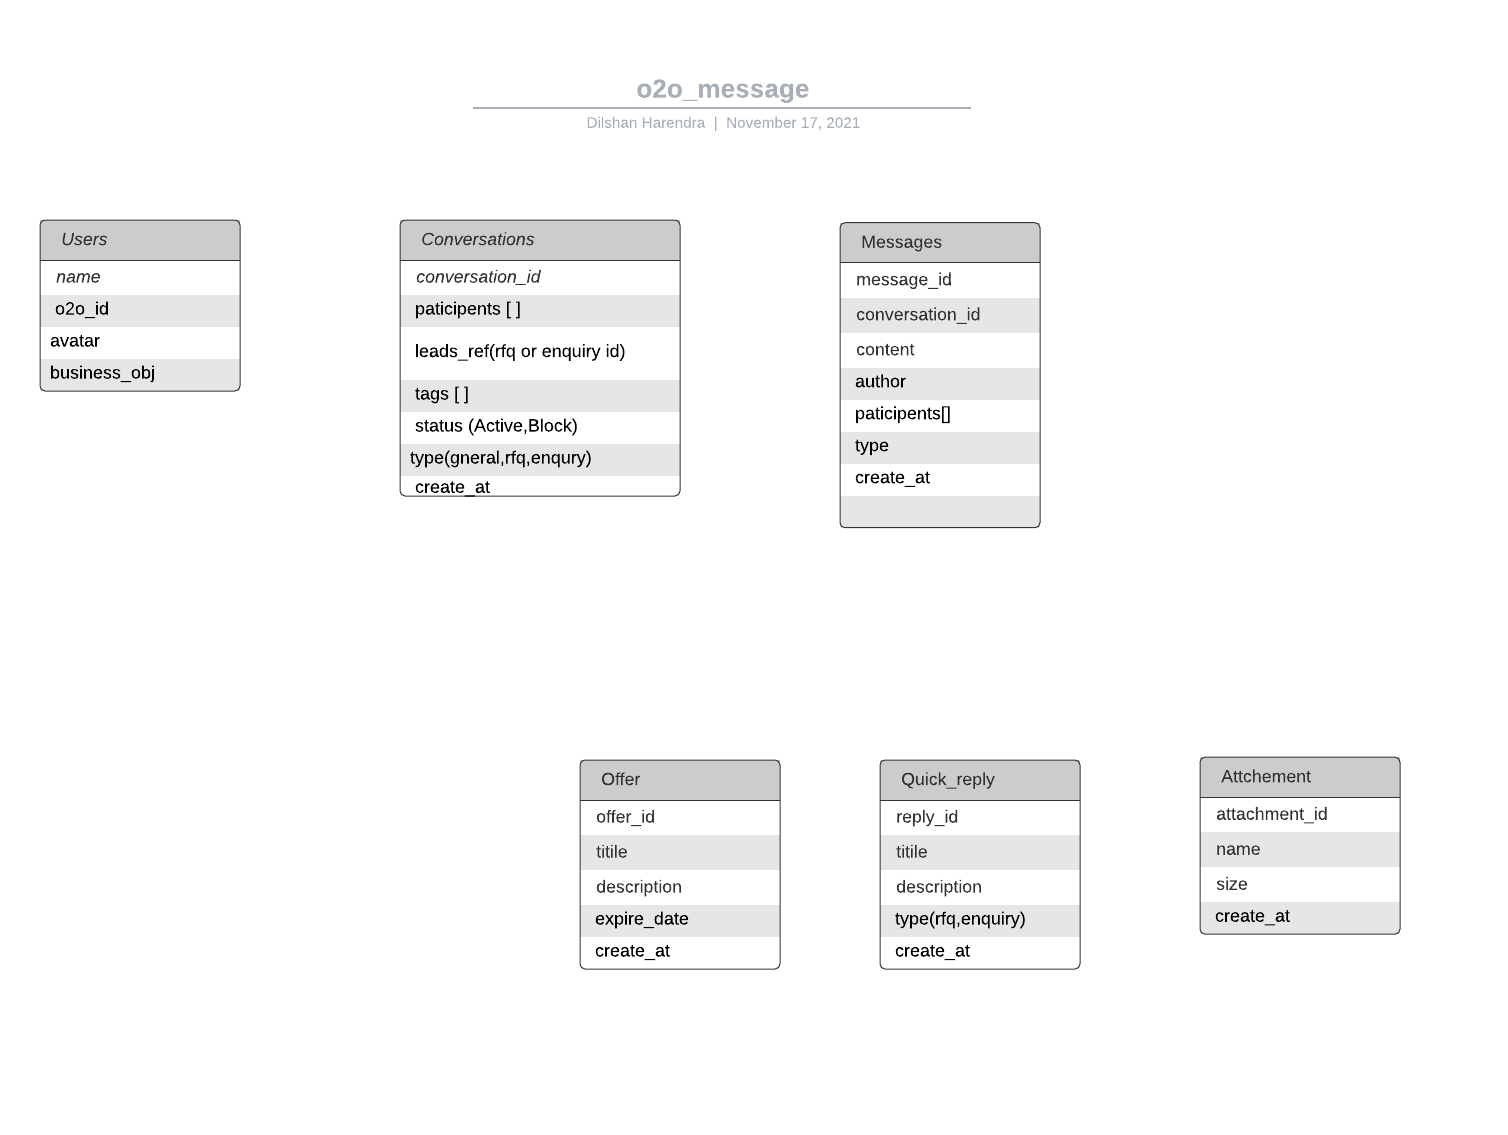 o2o_message
Dilshan Harendra | November 17, 2021
Users
name
o2o_id
avatar
business_obj
Conversations
conversation_id
paticipents [ ]
leads_ref(rfq or enquiry id)
tags [ ]
status (Active,Block)
type(gneral,rfq,enqury)
create_at
Messages
message_id
conversation_id
content
author
paticipents[]
type
create_at
Offer
offer_id
titile
description
expire_date
create_at
Quick_reply
reply_id
titile
description
type(rfq,enquiry)
create_at
Attchement
attachment_id
name
size
create_at